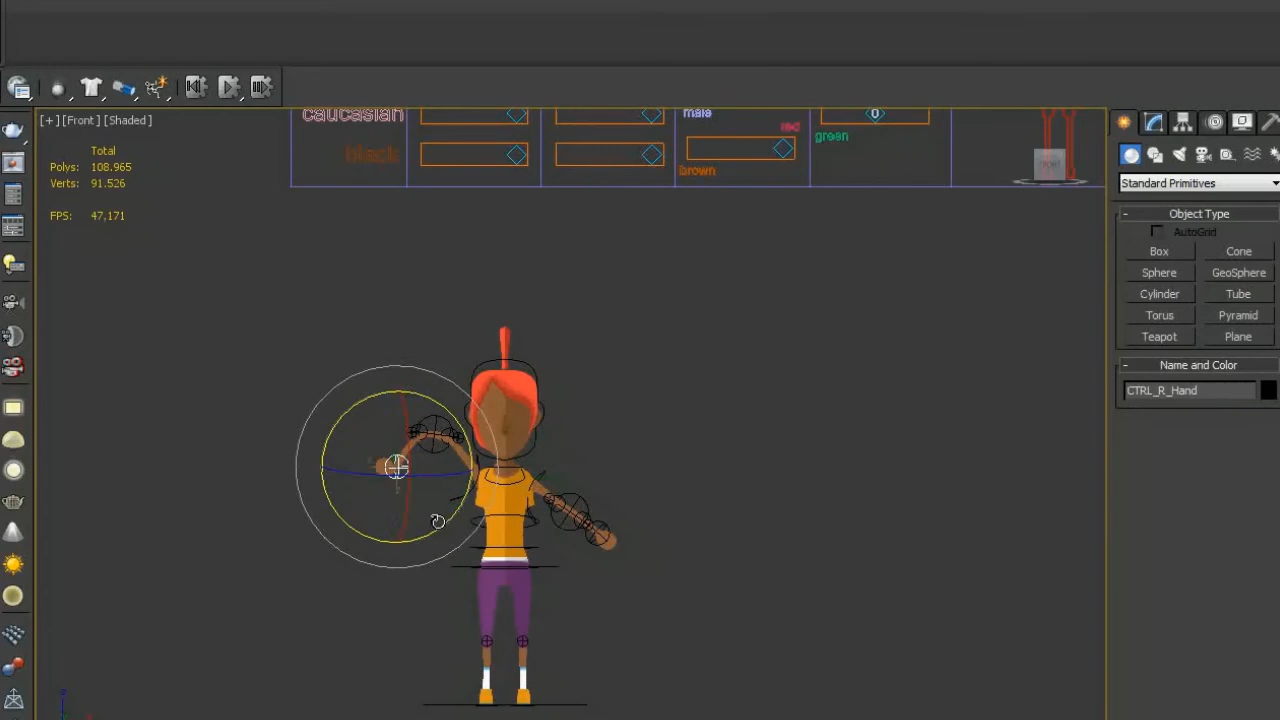 caucasian
black
male
red
brown
0
green
[+] [Front] [Shaded]
Total
Polys: 108.965
Verts: 91.526
FPS: 47,171
FRONT
Standard Primitives
- Object Type
AutoGrid
Box Cone
Sphere GeoSphere
Cylinder Tube
Torus Pyramid
Teapot Plane
- Name and Color
CTRL_R_Hand
z